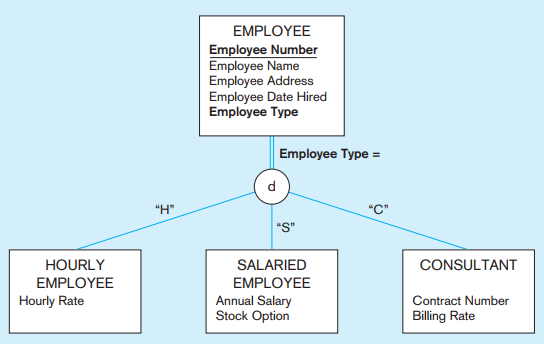 EMPLOYEE
Employee Number
Employee Name
Employee Address
Employee Date Hired
Employee Type
Employee Type =
d
“H”
“S”
“C”
HOURLY
EMPLOYEE
Hourly Rate
SALARIED
EMPLOYEE
Annual Salary
Stock Option
CONSULTANT
Contract Number
Billing Rate